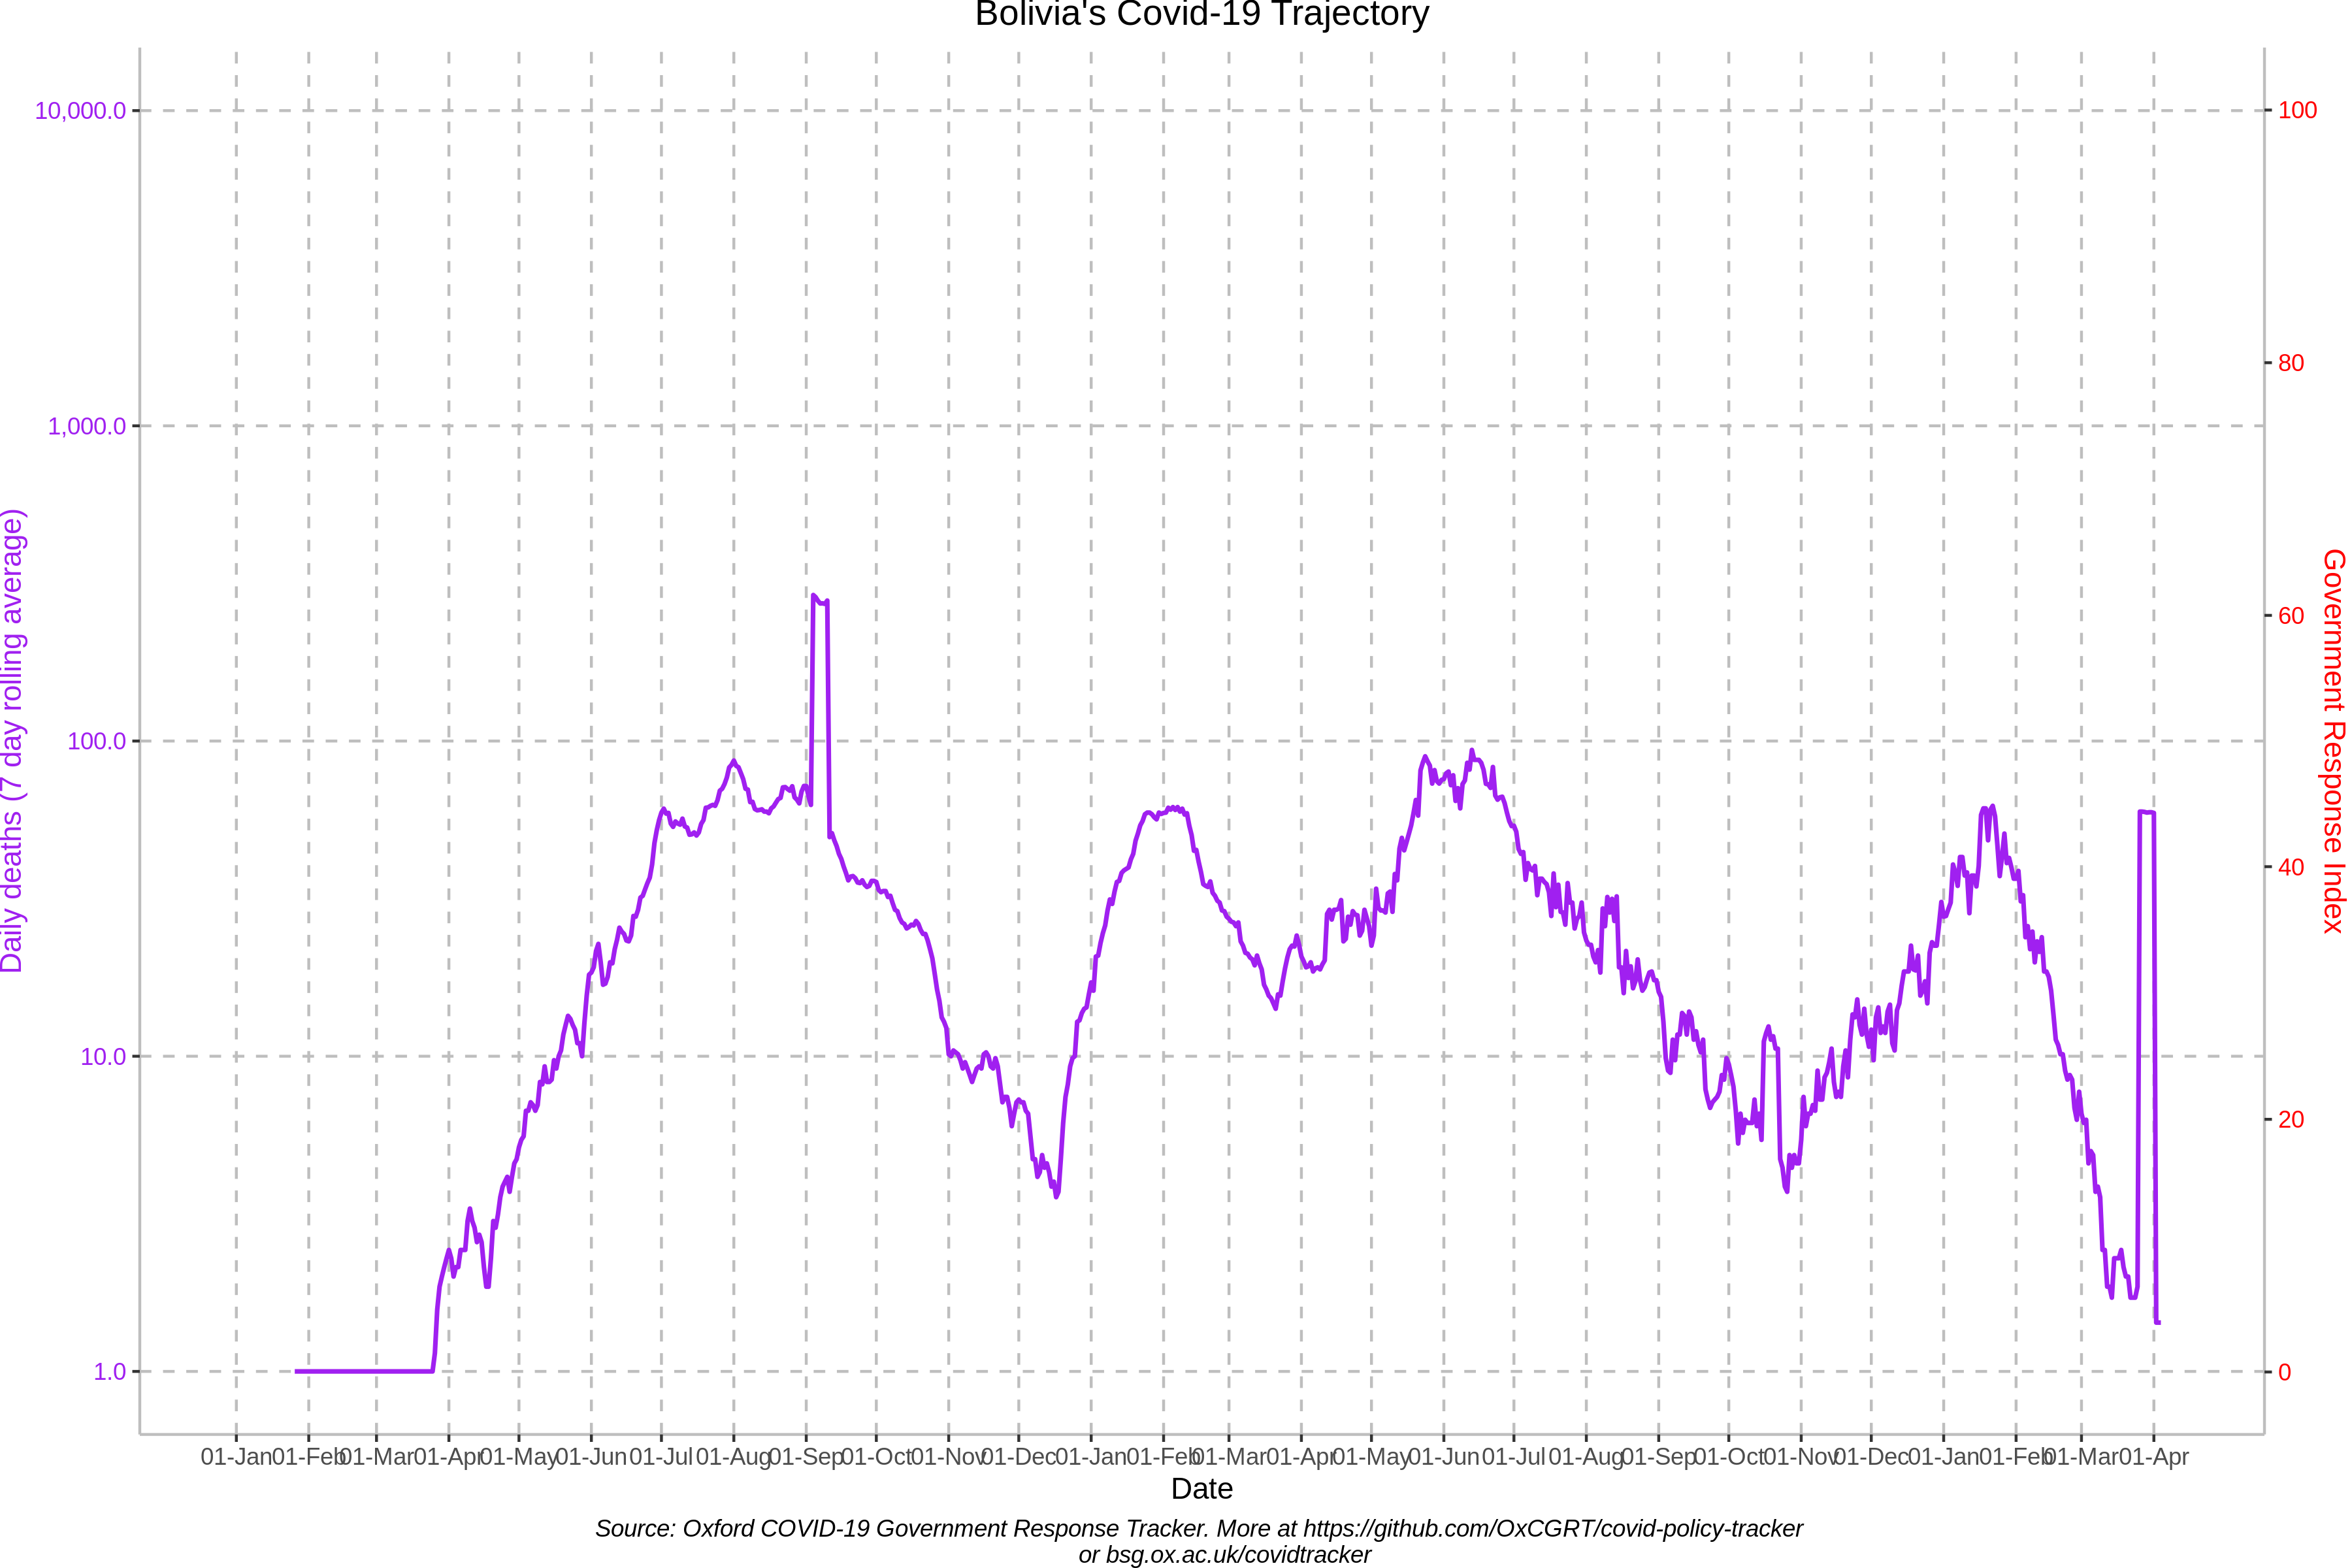 Bolivia's Covid-19 Trajectory
10,000.0
1,000.0
100.0
10.0
1.0
Daily deaths (7 day rolling average)
100
80
60
40
20
0
Government Response Index
01-Jan 01-Feb 01-Mar 01-Apr 01-May 01-Jun 01-Jul 01-Aug 01-Sep 01-Oct 01-Nov 01-Dec 01-Jan 01-Feb 01-Mar 01-Apr 01-May 01-Jun 01-Jul 01-Aug 01-Sep 01-Oct 01-Nov 01-Dec 01-Jan 01-Feb 01-Mar 01-Apr
Date
Source: Oxford COVID-19 Government Response Tracker. More at https://github.com/OxCGRT/covid-policy-tracker
or bsg.ox.ac.uk/covidtracker